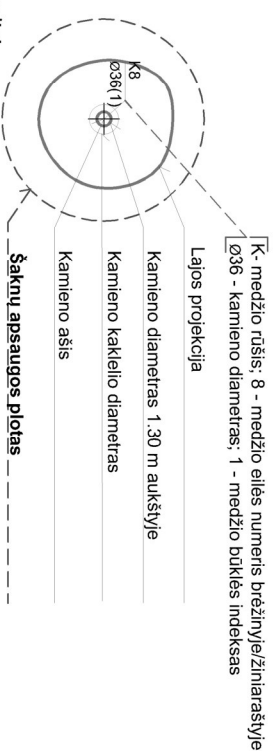 K- medžio rūšis; 8 - medžio eilės numeris brėžinyje/žiniaraštyje
ø36 - kamieno diametras; 1 - medžio būklės indeksas
K8
ø36(1)
Lajos projekcija
Kamieno diametras 1.30 m aukštyje
Kamieno kaklelio diametras
Kamieno ašis
Šaknų apsaugos plotas